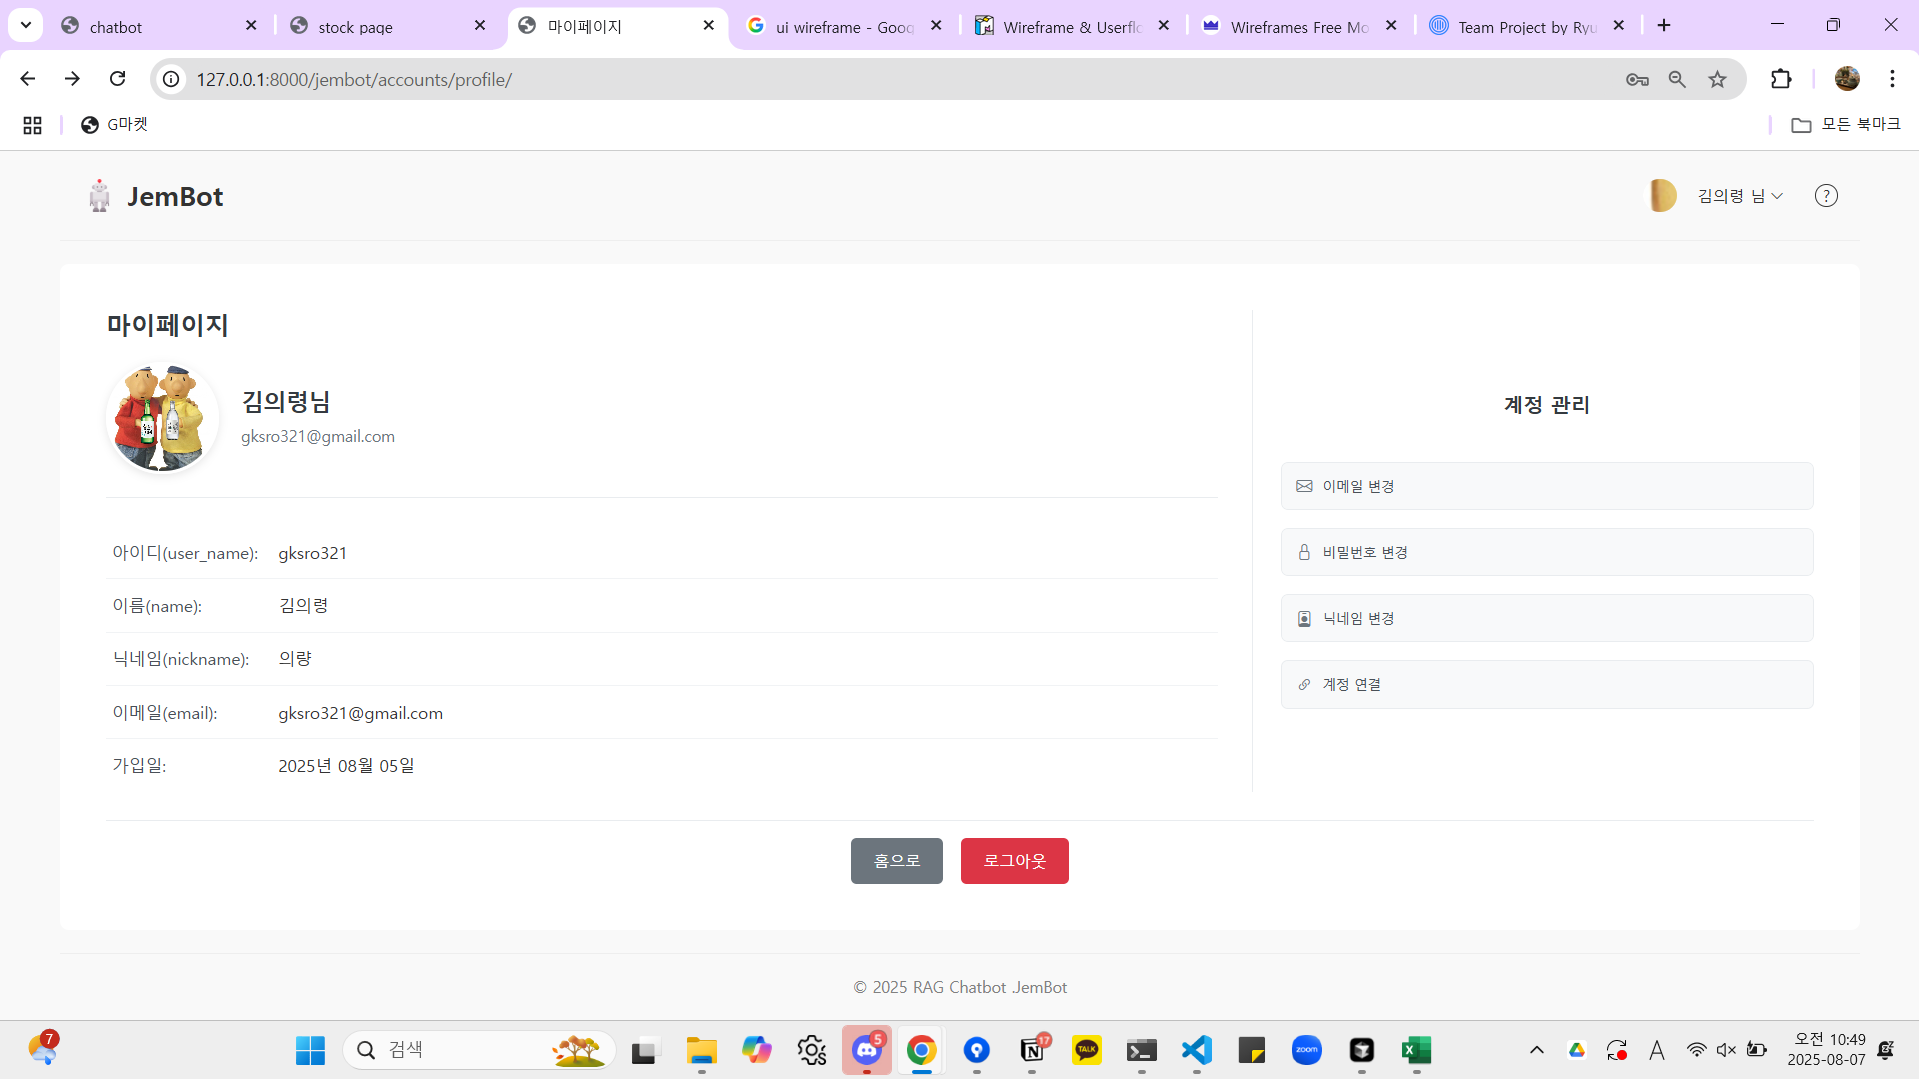 chatbot
stock page
마이페이지
ui wireframe - Goog
Wireframe & Userflo
Wireframes Free Mo
Team Project by Ryu
127.0.0.1:8000/jembot/accounts/profile/
G마켓
모든 북마크
JemBot
김의령 님
?
마이페이지
김의령님
gksro321@gmail.com
아이디(user_name): gksro321
이름(name): 김의령
닉네임(nickname): 의량
이메일(email): gksro321@gmail.com
가입일: 2025년 08월 05일
계정 관리
이메일 변경
비밀번호 변경
닉네임 변경
계정 연결
홈으로
로그아웃
© 2025 RAG Chatbot .JemBot
7
검색
5
17
TALK
zoom
A
오전 10:49
2025-08-07